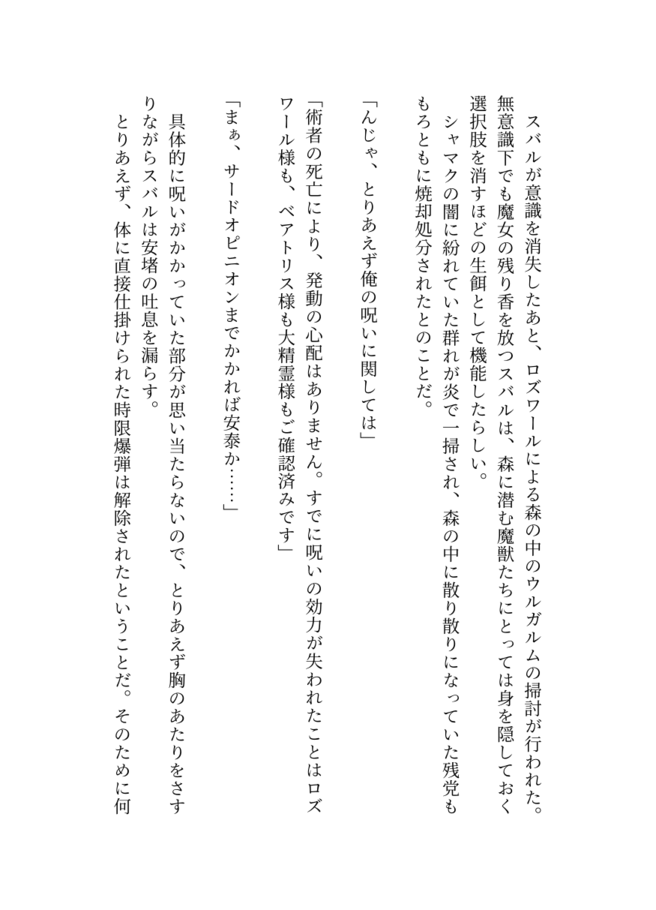 スバルが意識を消失したあと、ロズワールによる森の中のウルガルムの掃討が行われた。
無意識下でも魔女の残り香を放つスバルは、森に潜む魔獣たちにとっては身を隠しておく
選択肢を消すほどの生餌として機能したらしい。
シャマクの闇に紛れていた群れが炎で一掃され、森の中に散り散りになっていた残党も
もろともに焼却処分されたとのことだ。
「んじゃ、とりあえず俺の呪いに関しては」
「術者の死亡により、発動の心配はありません。すでに呪いの効力が失われたことはロズ
ワール様も、ベアトリス様も大精霊様もご確認済みです」
「まぁ、サードオピニオンまでかかれば安泰か……」
具体的に呪いがかかっていた部分が思い当たらないので、とりあえず胸のあたりをさす
りながらスバルは安堵の吐息を漏らす。
とりあえず、体に直接仕掛けられた時限爆弾は解除されたということだ。そのために何